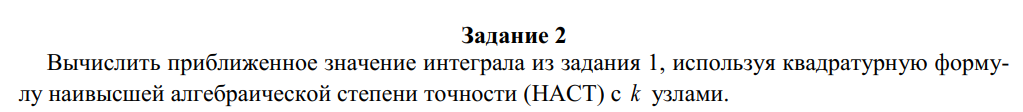 Задание 2
Вычислить приближенное значение интеграла из задания 1, используя квадратурную форму-
лу наивысшей алгебраической степени точности (НАСТ) с k узлами.